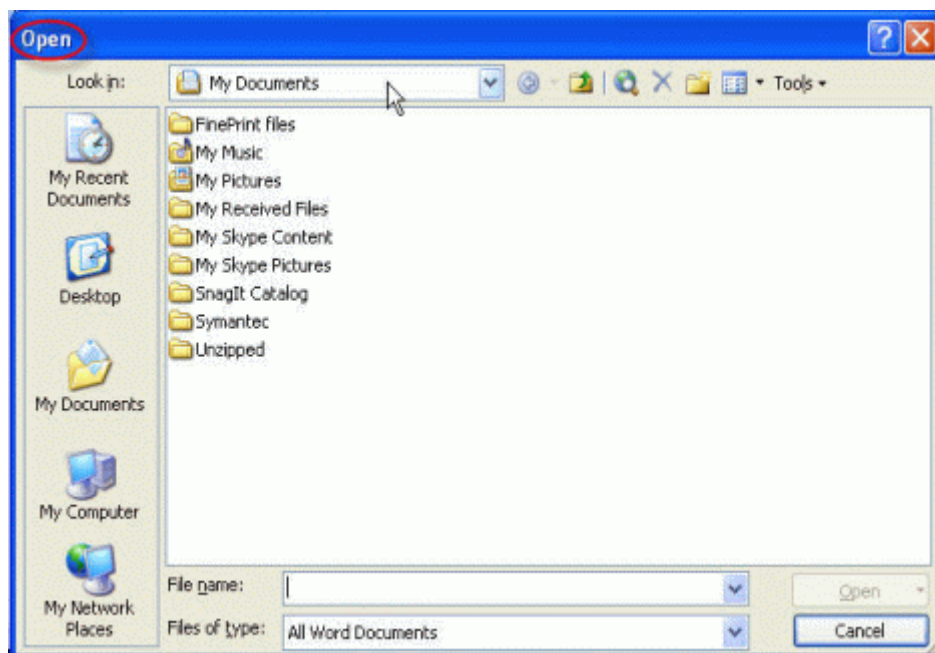 Open
Look in:
My Documents
Tools
My Recent
Documents
Desktop
My Documents
My Computer
My Network
Places
FinePrint files
My Music
My Pictures
My Received Files
My Skype Content
My Skype Pictures
SnagIt Catalog
Symantec
Unzipped
File name:
Open
Files of type:
All Word Documents
Cancel